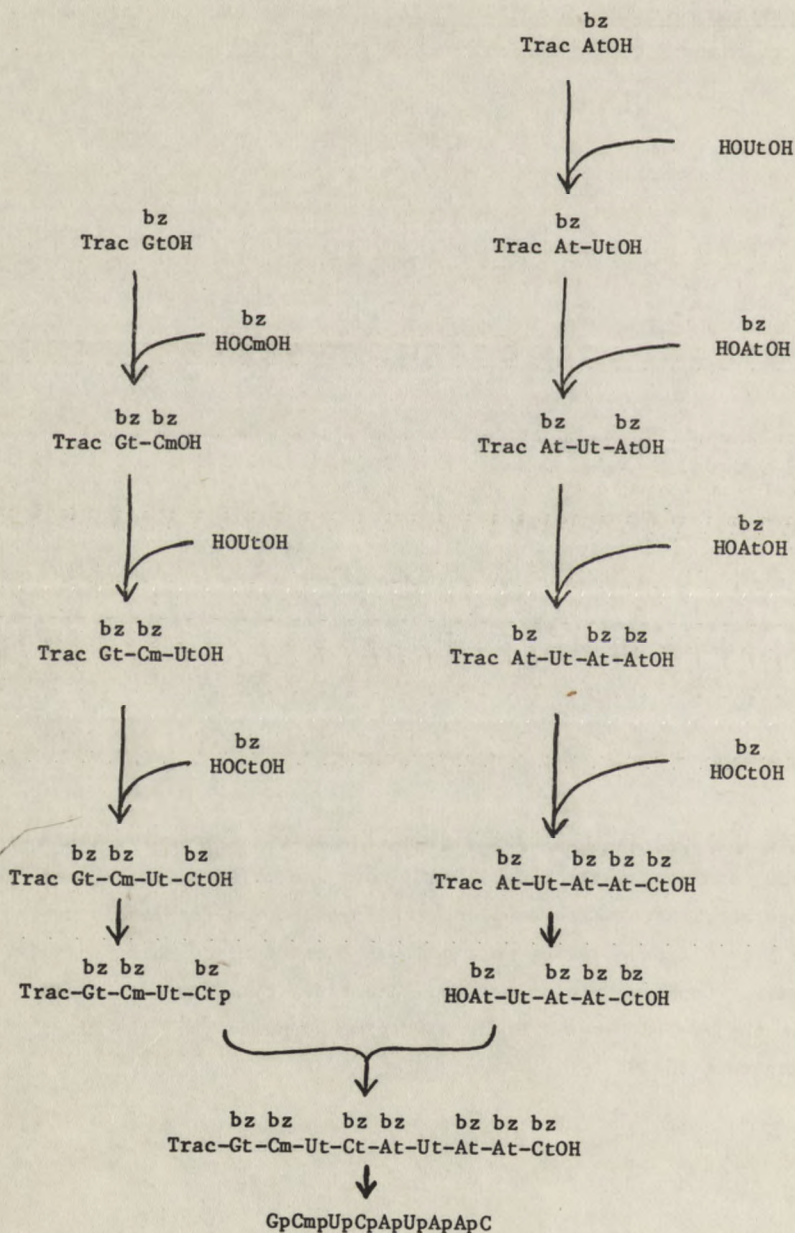 bz
Trac AtOH
HOUtOH
bz
Trac At-UtOH
bz
HOAtOH
bz bz
Trac At-Ut-AtOH
bz
HOAtOH
bz bz bz
Trac At-Ut-At-AtOH
bz
HOCtOH
bz bz bz bz
Trac At-Ut-At-At-CtOH
bz bz bz bz
HOAt-Ut-At-At-CtOH
bz
Trac GtOH
bz
HOCmOH
bz bz
Trac Gt-CmOH
HOUtOH
bz bz
Trac Gt-Cm-UtOH
bz
HOCtOH
bz bz bz
Trac Gt-Cm-Ut-CtOH
bz bz bz
Trac-Gt-Cm-Ut-Ctp
bz bz bz bz bz bz bz
Trac-Gt-Cm-Ut-Ct-At-Ut-At-At-CtOH
GpCmpUpCpApUpApApC